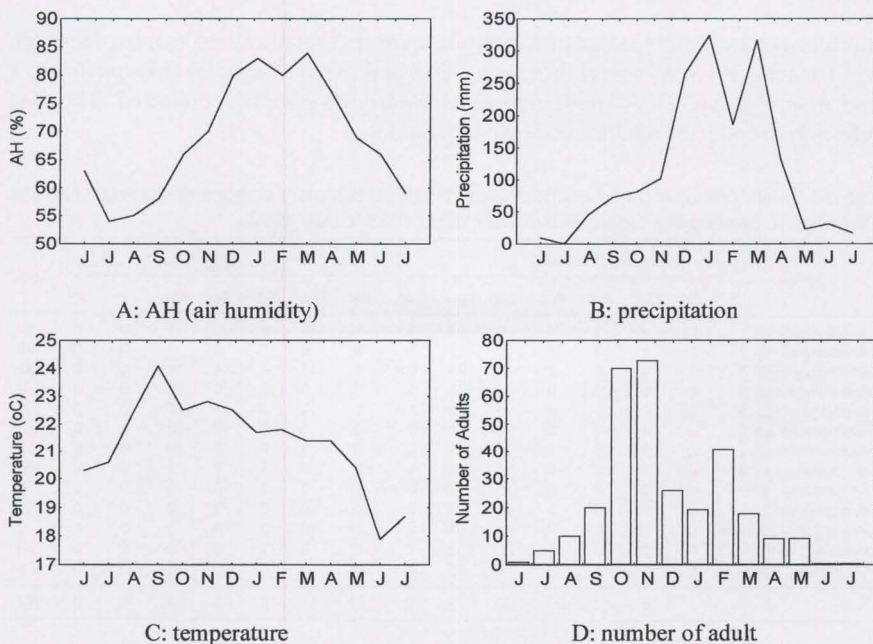 90
85
80
75
70
65
60
55
50
AH (%)
J J A S O N D J F M A M J J
A: AH (air humidity)
350
300
250
200
150
100
50
0
Precipitation (mm)
J J A S O N D J F M A M J J
B: precipitation
25
24
23
22
21
20
19
18
17
Temperature (oC)
J J A S O N D J F M A M J J
C: temperature
80
70
60
50
40
30
20
10
0
Number of Adults
J J A S O N D J F M A M J J
D: number of adult